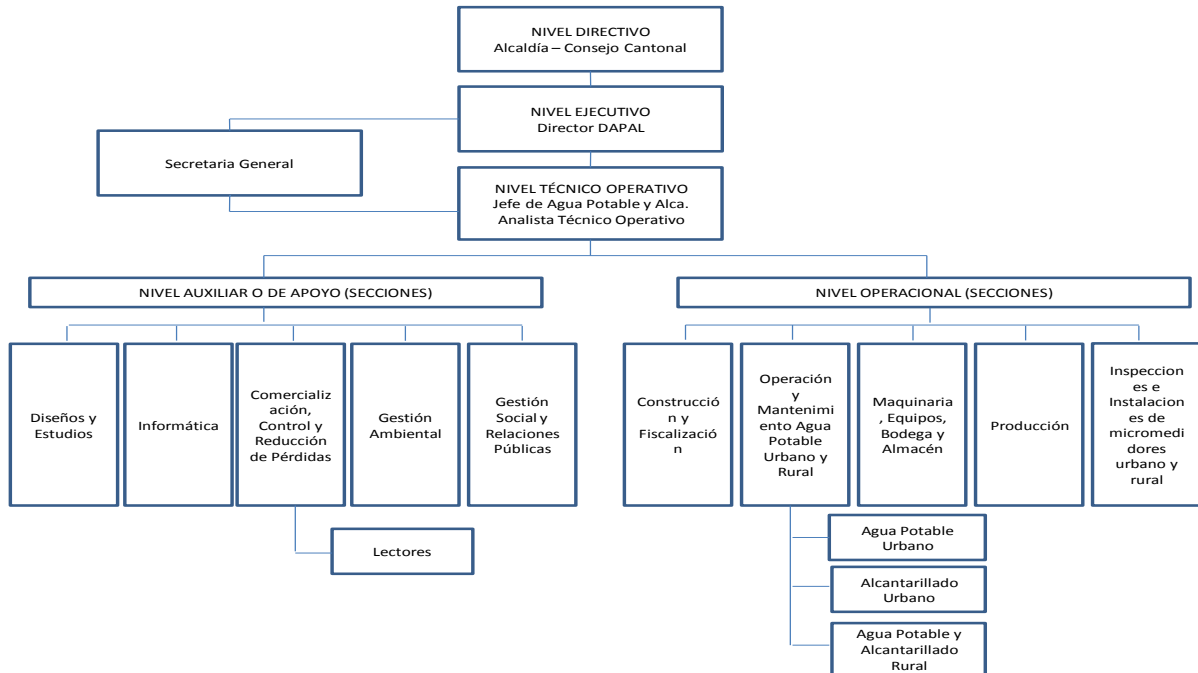 NIVEL DIRECTIVO
Alcaldía – Consejo Cantonal
NIVEL EJECUTIVO
Director DAPAL
Secretaria General
NIVEL TÉCNICO OPERATIVO
Jefe de Agua Potable y Alca.
Analista Técnico Operativo
NIVEL AUXILIAR O DE APOYO (SECCIONES)
NIVEL OPERACIONAL (SECCIONES)
Diseños y
Estudios
Informática
Comercializ
ación,
Control y
Reducción
de Pérdidas
Gestión
Ambiental
Gestión
Social y
Relaciones
Públicas
Construcció
n y
Fiscalizació
n
Operación
y
Mantenimi
ento Agua
Potable
Urbano y
Rural
Maquinaria
, Equipos,
Bodega y
Almacén
Producción
Inspeccion
es e
Instalacion
es de
micromedi
dores
urbano y
rural
Lectores
Agua Potable
Urbano
Alcantarillado
Urbano
Agua Potable y
Alcantarillado
Rural